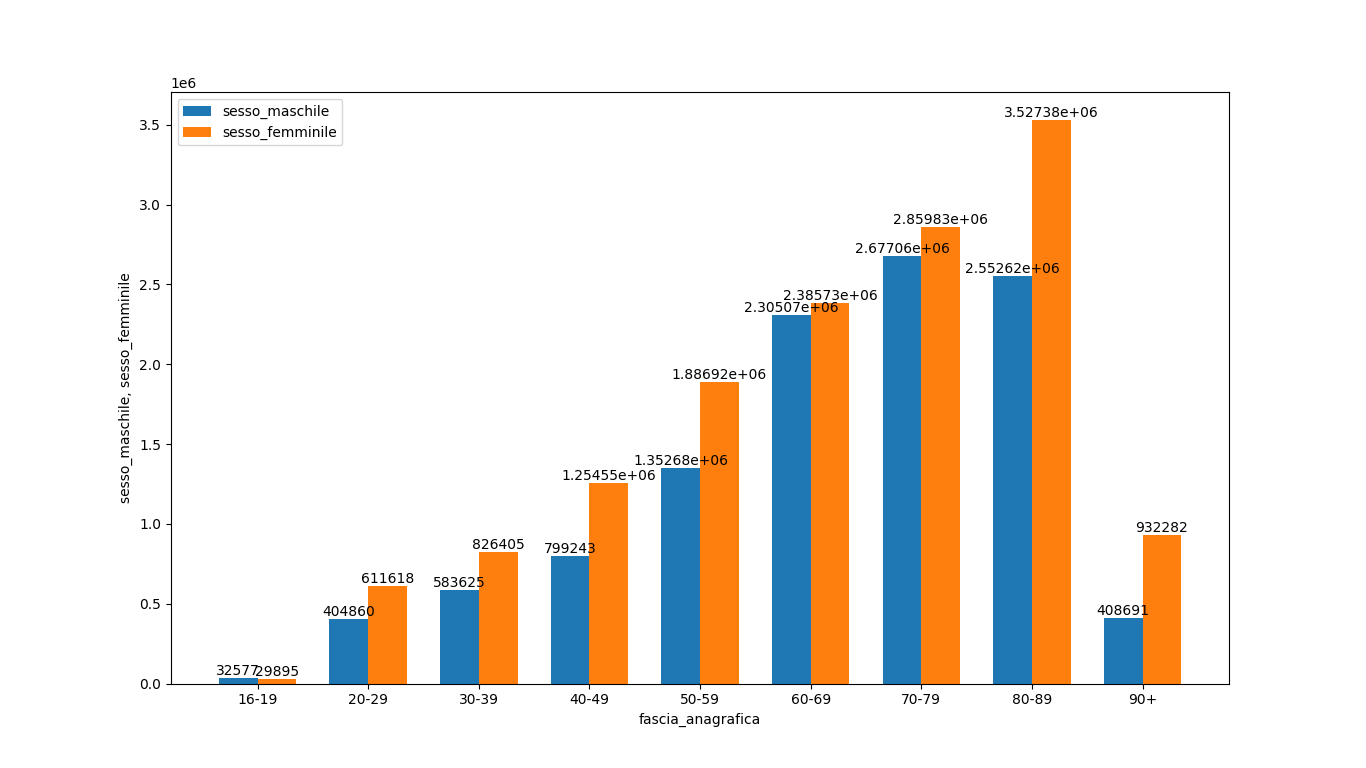 1e6
sesso_maschile
sesso_femminile
3.5
3.0
2.5
2.0
1.5
1.0
0.5
0.0
sesso_maschile, sesso_femminile
32577
29895
404860
611618
583625
826405
799243
1.25455e+06
1.35268e+06
1.88692e+06
2.30507e+06
2.38573e+06
2.67706e+06
2.85983e+06
2.55262e+06
3.52738e+06
408691
932282
16-19
20-29
30-39
40-49
50-59
60-69
70-79
80-89
90+
fascia_anagrafica